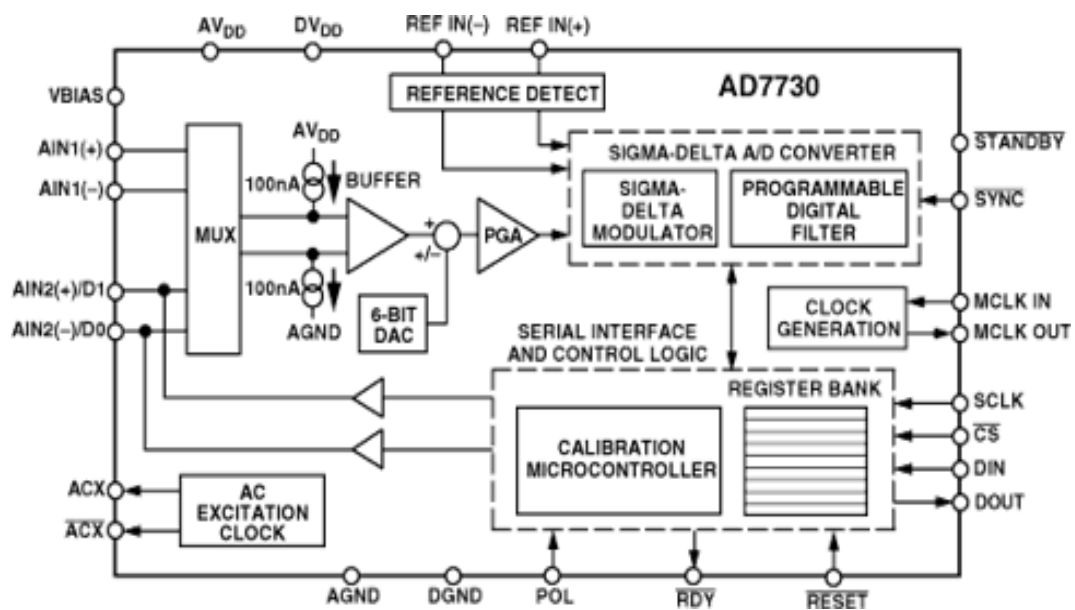 AVDD DVDD REF IN(–) REF IN(+)
VBIAS
REFERENCE DETECT
AD7730
AIN1(+)
AIN1(–)
MUX
AVDD
100nA
BUFFER
100nA
AGND
+
+/–
PGA
6-BIT
DAC
SIGMA-DELTA A/D CONVERTER
SIGMA-
DELTA
MODULATOR
PROGRAMMABLE
DIGITAL
FILTER
STANDBY
SYNC
AIN2(+)/D1
AIN2(–)/D0
CLOCK
GENERATION
MCLK IN
MCLK OUT
SERIAL INTERFACE
AND CONTROL LOGIC
REGISTER BANK
CALIBRATION
MICROCONTROLLER
SCLK
CS
DIN
DOUT
ACX
ACX
AC
EXCITATION
CLOCK
AGND DGND POL RDY RESET